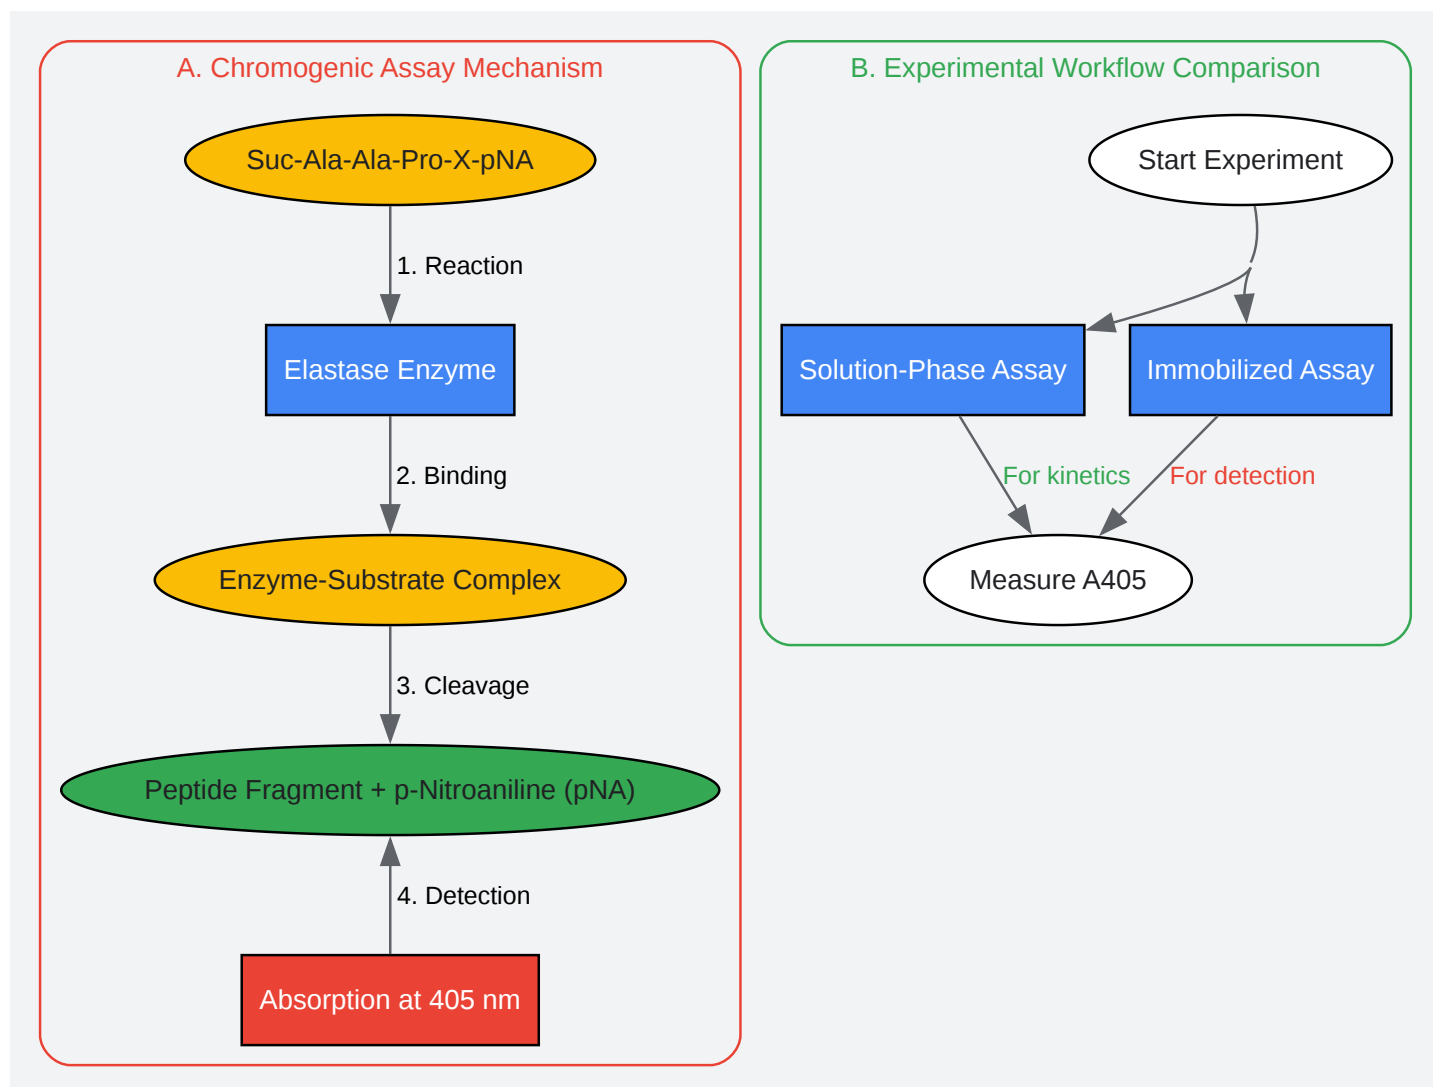 A. Chromogenic Assay Mechanism
Suc-Ala-Ala-Pro-X-pNA
1. Reaction
Elastase Enzyme
2. Binding
Enzyme-Substrate Complex
3. Cleavage
Peptide Fragment + p-Nitroaniline (pNA)
4. Detection
Absorption at 405 nm
B. Experimental Workflow Comparison
Start Experiment
Solution-Phase Assay
Immobilized Assay
For kinetics
For detection
Measure A405